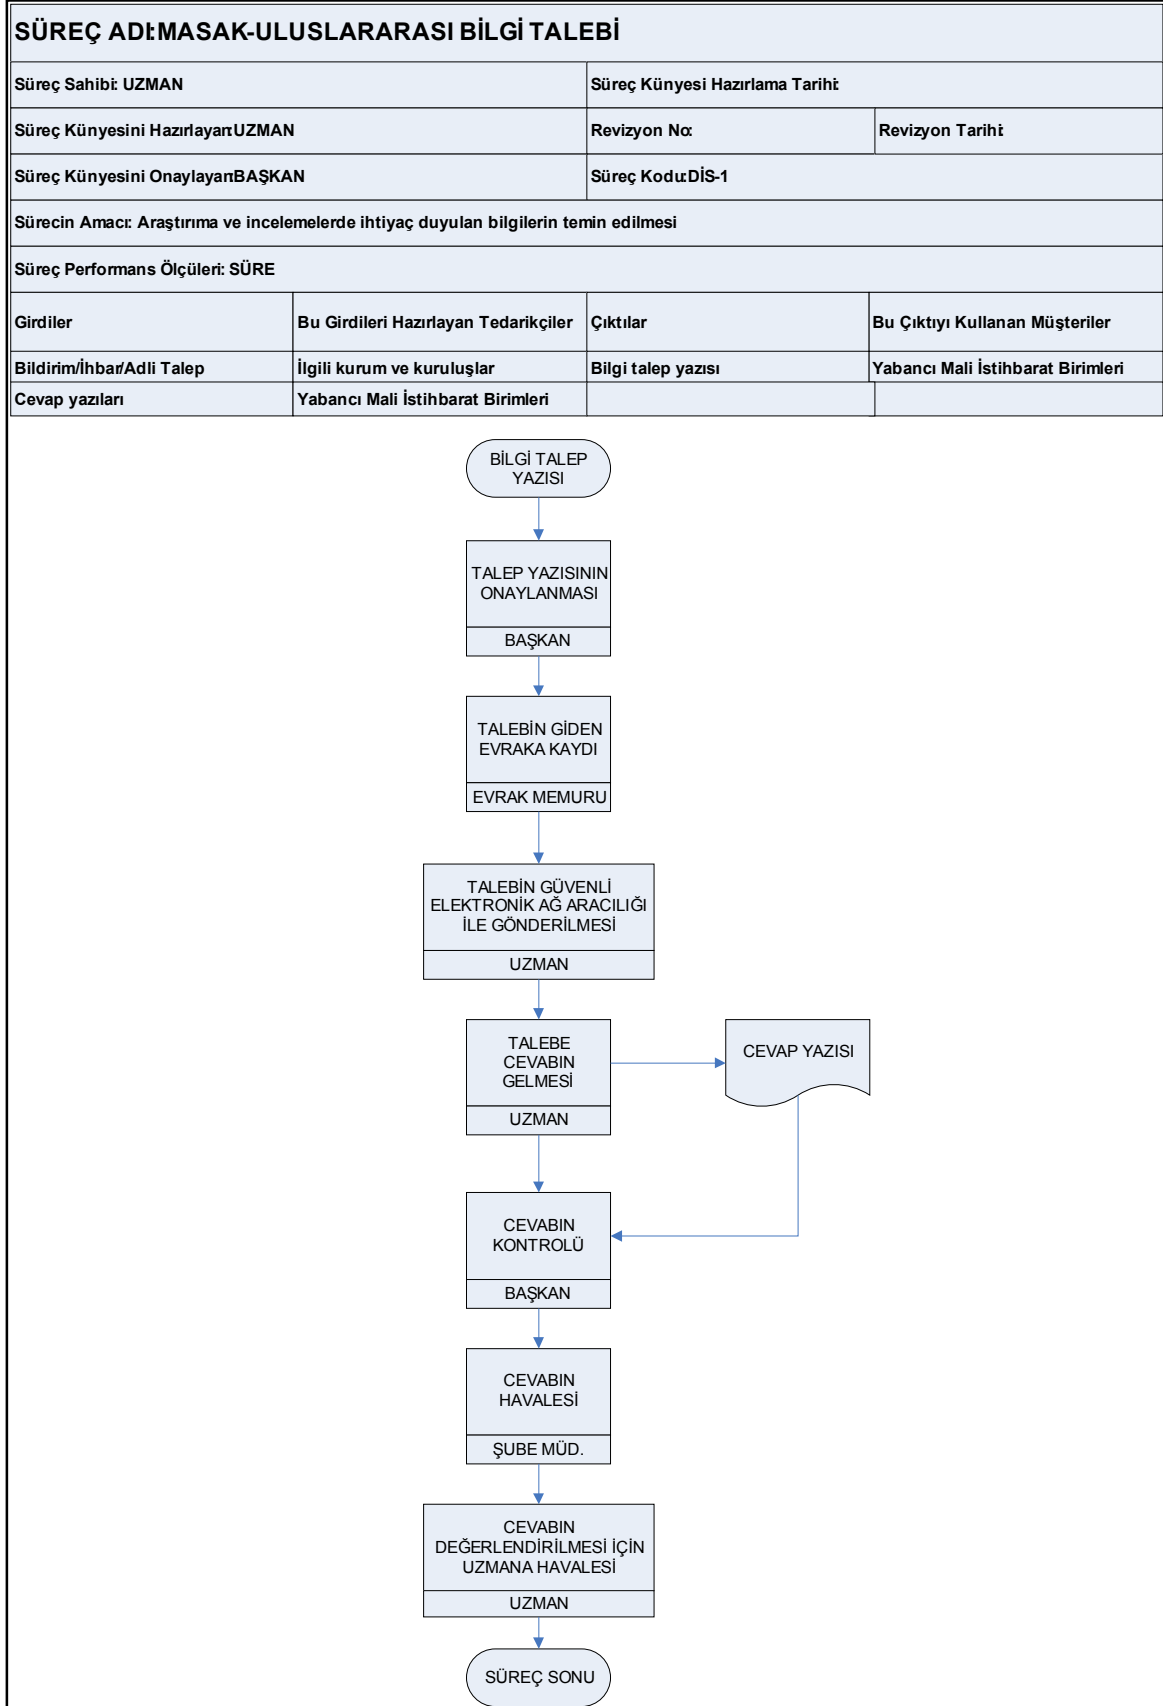 SÜREÇ ADI:MASAK-ULUSLARARASI BİLGİ TALEBİ
Süreç Sahibi: UZMAN
Süreç Künyesi Hazırlama Tarihi:
Süreç Künyesini Hazırlayan:UZMAN
Revizyon No:
Revizyon Tarihi:
Süreç Künyesini Onaylayan:BAŞKAN
Süreç Kodu:DİS-1
Sürecin Amacı: Araştırıma ve incelemelerde ihtiyaç duyulan bilgilerin temin edilmesi
Süreç Performans Ölçüleri: SÜRE
Girdiler
Bu Girdileri Hazırlayan Tedarikçiler
Çıktılar
Bu Çıktıyı Kullanan Müşteriler
Bildirim/İhbar/Adli Talep
İlgili kurum ve kuruluşlar
Bilgi talep yazısı
Yabancı Mali İstihbarat Birimleri
Cevap yazıları
Yabancı Mali İstihbarat Birimleri
BİLGİ TALEP
YAZISI
TALEP YAZISININ
ONAYLANMASI
BAŞKAN
TALEBİN GİDEN
EVRAKA KAYDI
EVRAK MEMURU
TALEBİN GÜVENLİ
ELEKTRONİK AĞ ARACILIĞI
İLE GÖNDERİLMESİ
UZMAN
TALEBE
CEVABIN
GELMESİ
UZMAN
CEVAP YAZISI
CEVABIN
KONTROLÜ
BAŞKAN
CEVABIN
HAVALESİ
ŞUBE MÜD.
CEVABIN
DEĞERLENDİRİLMESİ İÇİN
UZMANA HAVALESİ
UZMAN
SÜREÇ SONU